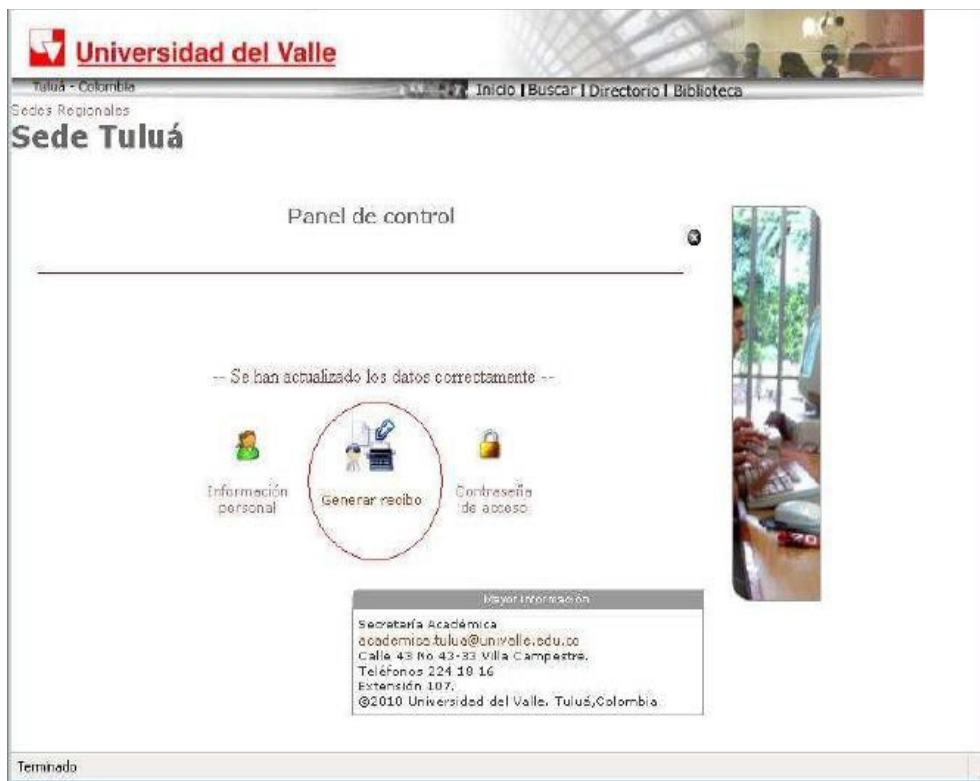 Universidad del Valle
Tuluá - Colombia
Inicio | Buscar | Directorio | Biblioteca
Sedes Regionales
Sede Tuluá
Panel de control
-- Se han actualizado los datos correctamente --
Información
personal
Generar recibo
Contraseña
de acceso
Mayor información
Secretaría Académica
academica.tulua@univalle.edu.co
Calle 43 No 43-33 Villa Campestre.
Teléfonos 224 18 16
Extensión 107.
@2010 Universidad del Valle. Tuluá,Colombia
Terminado